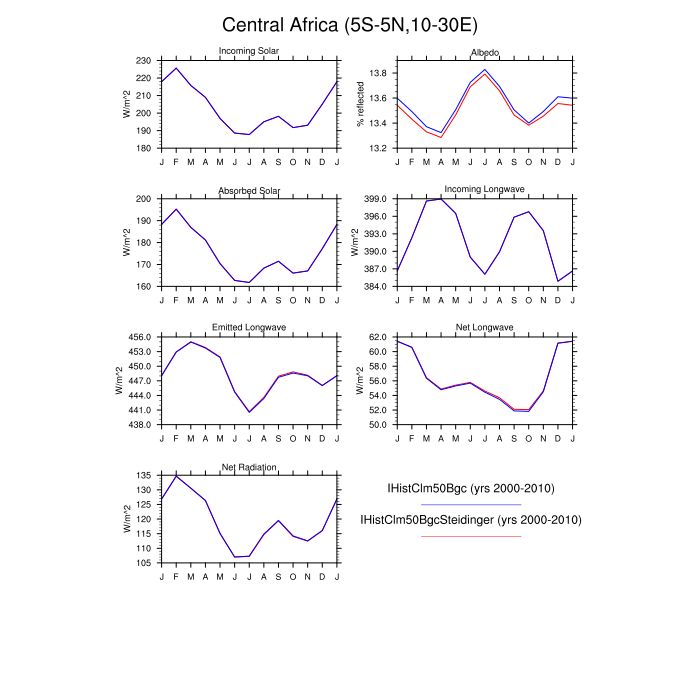 Central Africa (5S-5N,10-30E)
Incoming Solar
W/m^2
230
220
210
200
190
180
J F M A M J J A S O N D J
Albedo
% reflected
13.8
13.6
13.4
13.2
J F M A M J J A S O N D J
Absorbed Solar
W/m^2
200
190
180
170
160
J F M A M J J A S O N D J
Incoming Longwave
W/m^2
399.0
396.0
393.0
390.0
387.0
384.0
J F M A M J J A S O N D J
Emitted Longwave
W/m^2
456.0
453.0
450.0
447.0
444.0
441.0
438.0
J F M A M J J A S O N D J
Net Longwave
W/m^2
62.0
60.0
58.0
56.0
54.0
52.0
50.0
J F M A M J J A S O N D J
Net Radiation
W/m^2
135
130
125
120
115
110
105
J F M A M J J A S O N D J
IHistClm50Bgc (yrs 2000-2010)
IHistClm50BgcSteidinger (yrs 2000-2010)